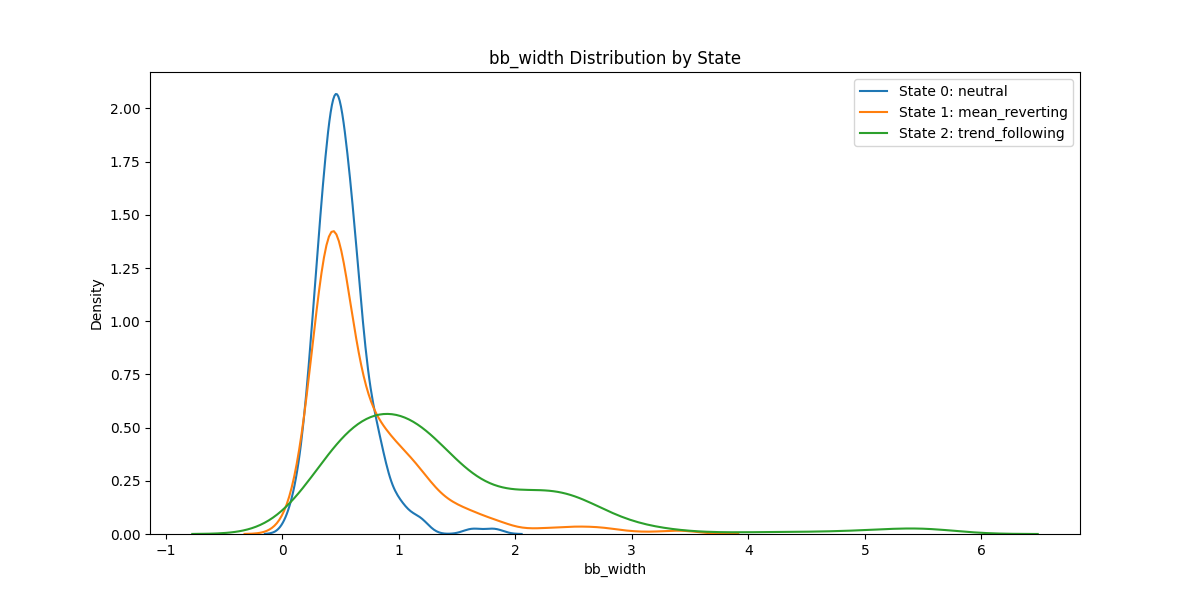 bb_width Distribution by State
State 0: neutral
State 1: mean_reverting
State 2: trend_following
Density
2.00
1.75
1.50
1.25
1.00
0.75
0.50
0.25
0.00
−1 0 1 2 3 4 5 6
bb_width